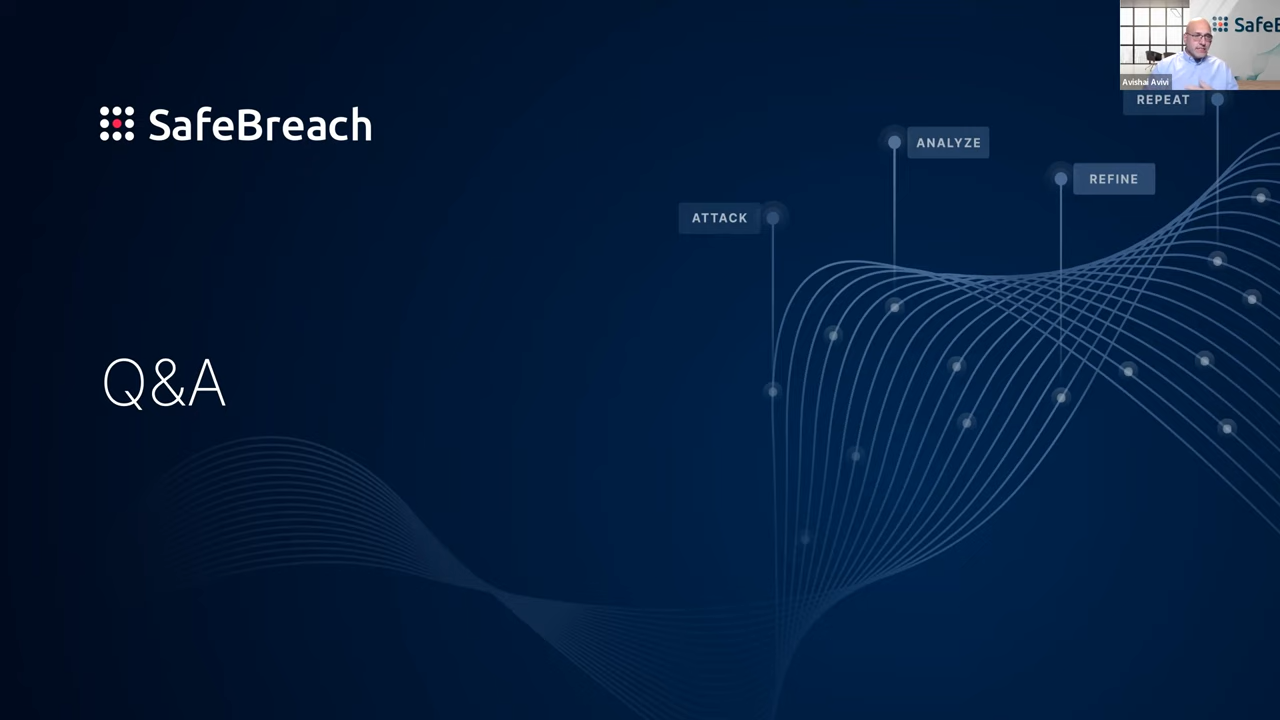 SafeBreach
SafeB
Avishai Avivi
REPEAT
ANALYZE
REFINE
ATTACK
Q&A